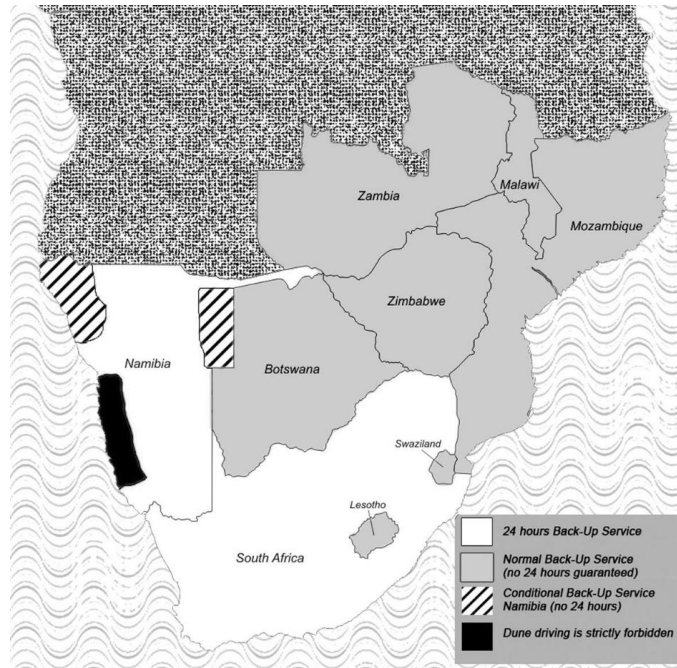 Zambia
Malawi
Mozambique
Zimbabwe
Namibia
Botswana
Swaziland
Lesotho
South Africa
24 hours Back-Up Service
Normal Back-Up Service
(no 24 hours guaranteed)
Conditional Back-Up Service
Namibia (no 24 hours)
Dune driving is strictly forbidden